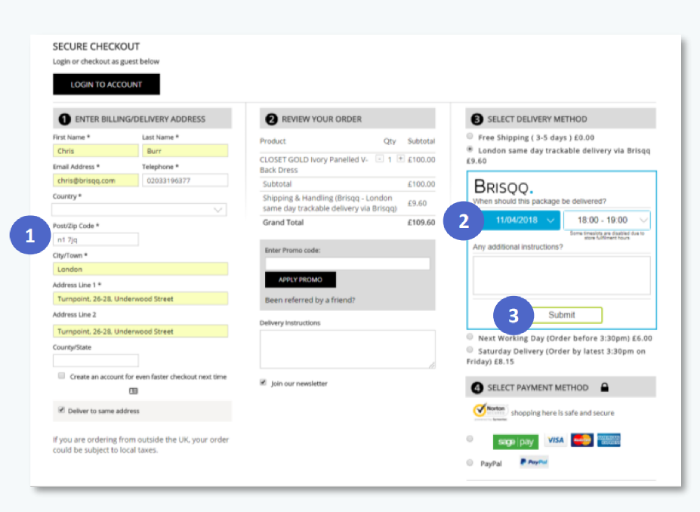 SECURE CHECKOUT
Login or checkout as guest below
LOGIN TO ACCOUNT
1 ENTER BILLING/DELIVERY ADDRESS
First Name *
Last Name *
Chris
Burr
Email Address *
Telephone *
chris@brisqq.com
02033196377
Country *
1
Post/Zip Code *
n1 7jq
City/Town *
London
Address Line 1 *
Turnpoint, 26-28, Underwood Street
Address Line 2
Turnpoint, 26-28, Underwood Street
County/State
Create an account for even faster checkout next time
Deliver to same address
If you are ordering from outside the UK, your order
could be subject to local taxes.
2 REVIEW YOUR ORDER
Product Qty Subtotal
CLOSET GOLD Ivory Panelled V-
Back Dress
- 1 + £100.00
Subtotal £100.00
Shipping & Handling (Brisqq - London
same day trackable delivery via Brisqq)
£9.60
Grand Total £109.60
Enter Promo code:
APPLY PROMO
Been referred by a friend?
Delivery Instructions
Join our newsletter
3 SELECT DELIVERY METHOD
Free Shipping ( 3-5 days ) £0.00
London same day trackable delivery via Brisqq
£9.60
BRISQQ.
When should this package be delivered?
2
11/04/2018
18:00 - 19:00
Some timeslots are disabled due to
store fulfilment hours
Any additional instructions?
3
Submit
Next Working Day (Order before 3:30pm) £6.00
Saturday Delivery (Order by latest 3:30pm on
Friday) £8.15
4 SELECT PAYMENT METHOD
Norton
shopping here is safe and secure
sage pay
VISA
PayPal
PayPal